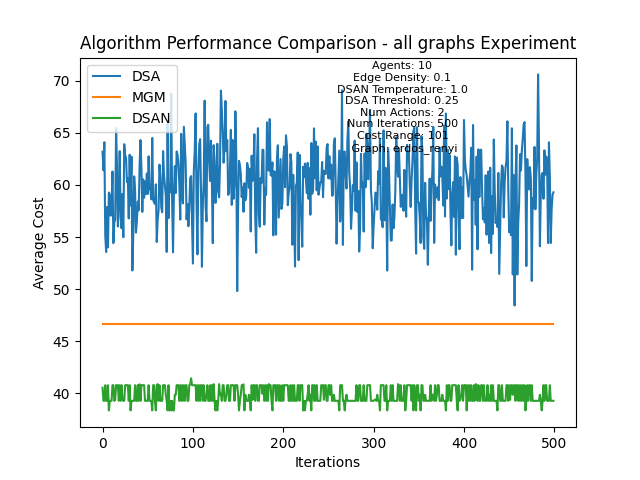 Algorithm Performance Comparison - all graphs Experiment
DSA
MGM
DSAN
Agents: 10
Edge Density: 0.1
DSAN Temperature: 1.0
DSA Threshold: 0.25
Num Actions: 2
Num Iterations: 500
Cost Range: 101
Graph: erdos_renyi
Average Cost
70
65
60
55
50
45
40
0
100
200
300
400
500
Iterations